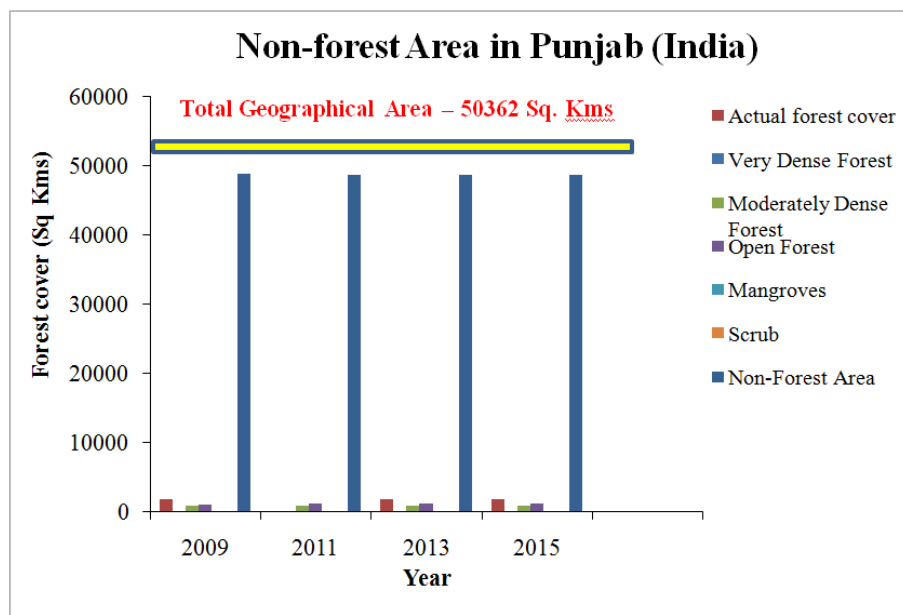 Non-forest Area in Punjab (India)
Total Geographical Area – 50362 Sq. Kms
Forest cover (Sq Kms)
60000
50000
40000
30000
20000
10000
0
2009 2011 2013 2015
Year
Actual forest cover
Very Dense Forest
Moderately Dense
Forest
Open Forest
Mangroves
Scrub
Non-Forest Area